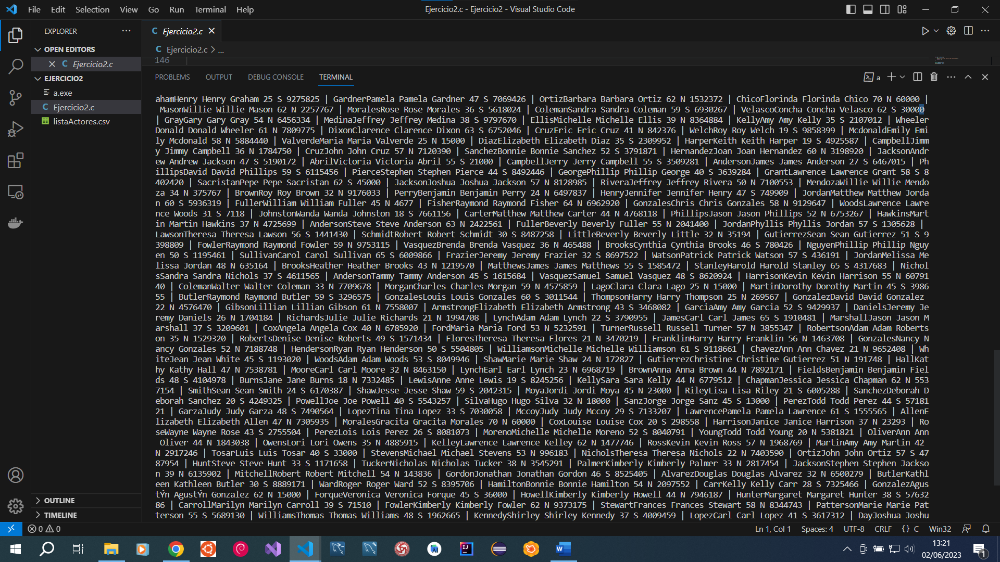 File Edit Selection View Go Run Terminal Help
Ejercicio2.c - Ejercicio2 - Visual Studio Code
EXPLORER
OPEN EDITORS
Ejercicio2.c
EJERCICIO2
a.exe
Ejercicio2.c
listaActores.csv
OUTLINE
TIMELINE
Ejercicio2.c
Ejercicio2.c > ...
146
PROBLEMS OUTPUT DEBUG CONSOLE TERMINAL
a
ahamHenry Henry Graham 25 S 9275825 | GardnerPamela Pamela Gardner 47 S 7069426 | OrtizBarbara Barbara Ortiz 62 N 1532372 | ChicoFlorinda Florinda Chico 70 N 60000 |
MasonWillie Willie Mason 62 N 2257767 | MoralesRose Rose Morales 36 S 5618024 | ColemanSandra Sandra Coleman 59 S 6930267 | VelascoConcha Concha Velasco 62 S 30000
| GrayGary Gary Gray 54 N 6456334 | MedinaJeffrey Jeffrey Medina 38 S 9797670 | EllisMichelle Michelle Ellis 39 N 8364884 | KellyAmy Amy Kelly 35 S 2107012 | Wheeler
Donald Donald Wheeler 61 N 7809775 | DixonClarence Clarence Dixon 63 S 6752046 | CruzEric Eric Cruz 41 N 842376 | WelchRoy Roy Welch 19 S 9858399 | McdonaldEmily Emi
ly Mcdonald 58 N 5884440 | ValverdeMaria Maria Valverde 25 N 15000 | DiazElizabeth Elizabeth Diaz 35 S 2309952 | HarperKeith Keith Harper 19 S 4925587 | CampbellJimm
y Jimmy Campbell 36 N 1784750 | CruzJohn John Cruz 57 N 7120390 | SanchezBonnie Bonnie Sanchez 52 S 3791871 | HernandezJoan Joan Hernandez 60 N 3198920 | JacksonAndr
ew Andrew Jackson 47 S 5190172 | AbrilVictoria Victoria Abril 55 S 21000 | CampbellJerry Jerry Campbell 55 S 3509281 | AndersonJames James Anderson 27 S 6467015 | Ph
illipsDavid David Phillips 59 S 6115456 | PierceStephen Stephen Pierce 44 S 8492446 | GeorgePhillip Phillip George 40 S 3639284 | GrantLawrence Lawrence Grant 58 S 8
402420 | SacristanPepe Pepe Sacristan 62 S 45000 | JacksonJoshua Joshua Jackson 57 N 8128985 | RiveraJeffrey Jeffrey Rivera 50 N 7100553 | MendozaWillie Willie Mendo
za 34 N 375767 | BrownRoy Roy Brown 32 N 9176033 | PerryBenjamin Benjamin Perry 24 N 6497837 | HenryJennifer Jennifer Henry 47 S 749909 | JordanMatthew Matthew Jorda
n 60 S 5936319 | FullerWilliam William Fuller 45 N 4677 | FisherRaymond Raymond Fisher 64 N 6962920 | GonzalesChris Chris Gonzales 58 N 9129647 | WoodsLawrence Lawre
nce Woods 31 S 7118 | JohnstonWanda Wanda Johnston 18 S 7661156 | CarterMatthew Matthew Carter 44 N 4768118 | PhillipsJason Jason Phillips 52 N 6753267 | HawkinsMart
in Martin Hawkins 37 N 4725699 | AndersonSteve Steve Anderson 63 N 2422561 | FullerBeverly Beverly Fuller 55 N 2041400 | JordanPhyllis Phyllis Jordan 57 S 1305628 |
LawsonTheresa Theresa Lawson 56 S 1441430 | SchmidtRobert Robert Schmidt 30 S 8487258 | LittleBeverly Beverly Little 32 N 35194 | GutierrezSean Sean Gutierrez 51 S 9
398809 | FowlerRaymond Raymond Fowler 59 N 9753115 | VasquezBrenda Brenda Vasquez 36 N 465488 | BrooksCynthia Cynthia Brooks 46 S 780426 | NguyenPhillip Phillip Nguy
en 50 S 1195461 | SullivanCarol Carol Sullivan 65 S 6009866 | FrazierJeremy Jeremy Frazier 32 S 8697522 | WatsonPatrick Patrick Watson 57 S 436191 | JordanMelissa Me
lissa Jordan 48 N 635164 | BrooksHeather Heather Brooks 43 N 1219570 | MatthewsJames James Matthews 55 S 1585472 | StanleyHarold Harold Stanley 65 S 4317683 | Nichol
sSandra Sandra Nichols 37 S 4611565 | AndersonTammy Tammy Anderson 45 S 1615684 | VasquezSamuel Samuel Vasquez 48 S 8620924 | HarrisonKevin Kevin Harrison 55 N 60791
40 | ColemanWalter Walter Coleman 33 N 7709678 | MorganCharles Charles Morgan 59 N 4575859 | LagoClara Clara Lago 25 N 15000 | MartinDorothy Dorothy Martin 45 S 3986
55 | ButlerRaymond Raymond Butler 59 S 3296575 | GonzalesLouis Louis Gonzales 60 S 3011544 | ThompsonHarry Harry Thompson 25 N 269567 | GonzalezDavid David Gonzalez
22 N 4576470 | GibsonLillian Lillian Gibson 61 N 7558007 | ArmstrongElizabeth Elizabeth Armstrong 43 S 3468082 | GarciaAmy Amy Garcia 52 S 9429937 | DanielsJeremy Je
remy Daniels 26 N 1704184 | RichardsJulie Julie Richards 21 N 1994708 | LynchAdam Adam Lynch 22 S 3790955 | JamesCarl Carl James 65 S 1910481 | MarshallJason Jason M
arshall 37 S 3209601 | CoxAngela Angela Cox 40 N 6785920 | FordMaria Maria Ford 53 N 5232591 | TurnerRussell Russell Turner 57 N 3855347 | RobertsonAdam Adam Roberts
on 35 N 1529320 | RobertsDenise Denise Roberts 49 S 1571434 | FloresTheresa Theresa Flores 21 N 3470219 | FranklinHarry Harry Franklin 56 N 1463708 | GonzalesNancy N
ancy Gonzales 52 N 7188748 | HendersonRyan Ryan Henderson 50 S 5504805 | WilliamsonMichelle Michelle Williamson 61 S 9118661 | ChavezAnn Ann Chavez 21 N 9652408 | Wh
iteJean Jean White 45 S 1193020 | WoodsAdam Adam Woods 53 S 8049946 | ShawMarie Marie Shaw 24 N 172827 | GutierrezChristine Christine Gutierrez 51 N 191748 | HallKat
hy Kathy Hall 47 N 7538781 | MooreCarl Carl Moore 32 N 8463150 | LynchEarl Earl Lynch 23 N 6968719 | BrownAnna Anna Brown 44 N 7892171 | FieldsBenjamin Benjamin Fiel
ds 48 S 4104978 | BurnsJane Jane Burns 18 N 7332485 | LewisAnne Anne Lewis 19 S 8245256 | KellySara Sara Kelly 44 N 6779512 | ChapmanJessica Jessica Chapman 62 N 553
7154 | SmithSean Sean Smith 24 S 6170387 | ShawJesse Jesse Shaw 59 S 2042315 | MoyaJordi Jordi Moya 45 N 23000 | RileyLisa Lisa Riley 21 S 6005288 | SanchezDeborah D
eborah Sanchez 20 S 4249325 | PowellJoe Joe Powell 40 S 5543257 | SilvaHugo Hugo Silva 32 N 18000 | SanzJorge Jorge Sanz 45 S 13000 | PerezTodd Todd Perez 44 S 57181
21 | GarzaJudy Judy Garza 48 S 7490564 | LopezTina Tina Lopez 33 S 7030058 | MccoyJudy Judy Mccoy 29 S 7133207 | LawrencePamela Pamela Lawrence 61 S 1555565 | AllenE
lizabeth Elizabeth Allen 47 N 7305935 | MoralesGracita Gracita Morales 70 N 60000 | CoxLouise Louise Cox 20 S 298558 | HarrisonJanice Janice Harrison 37 N 23293 | Ro
seWayne Wayne Rose 43 S 2755504 | PerezLois Lois Perez 26 S 8081073 | MorenoMichelle Michelle Moreno 52 S 8040791 | YoungTodd Todd Young 20 N 5381821 | OliverAnn Ann
Oliver 44 N 1843038 | OwensLori Lori Owens 35 N 4885915 | KelleyLawrence Lawrence Kelley 62 N 1477746 | RossKevin Kevin Ross 57 N 1968769 | MartinAmy Amy Martin 42
N 2917246 | TosarLuis Luis Tosar 40 S 33000 | StevensMichael Michael Stevens 53 N 996183 | NicholsTheresa Theresa Nichols 22 N 7403590 | OrtizJohn John Ortiz 57 S 47
87954 | HuntSteve Steve Hunt 33 S 1171658 | TuckerNicholas Nicholas Tucker 38 N 3545291 | PalmerKimberly Kimberly Palmer 33 N 2817454 | JacksonStephen Stephen Jackso
n 39 N 6135902 | MitchellRobert Robert Mitchell 54 N 143836 | GordonJonathan Jonathan Gordon 46 S 8525405 | AlvarezDouglas Douglas Alvarez 32 N 6500279 | ButlerKathl
een Kathleen Butler 30 S 8889171 | WardRoger Roger Ward 52 S 8395706 | HamiltonBonnie Bonnie Hamilton 54 N 2097552 | CarrKelly Kelly Carr 28 S 7325466 | GonzalezAgus
tÝn AgustÝn Gonzalez 62 N 15000 | ForqueVeronica Veronica Forque 45 S 36000 | HowellKimberly Kimberly Howell 44 N 7946187 | HunterMargaret Margaret Hunter 38 S 57632
86 | CarrollMarilyn Marilyn Carroll 39 S 71510 | FowlerKimberly Kimberly Fowler 62 N 9373175 | StewartFrances Frances Stewart 58 N 8344743 | PattersonMarie Marie Pat
terson 55 S 5689130 | WilliamsThomas Thomas Williams 48 S 1962665 | KennedyShirley Shirley Kennedy 37 S 4009459 | LopezCarl Carl Lopez 41 S 3617312 | DayJoshua Joshu
0 0
Ln 1, Col 1 Spaces: 4 UTF-8 CRLF {} C Win32
13:21
02/06/2023
1